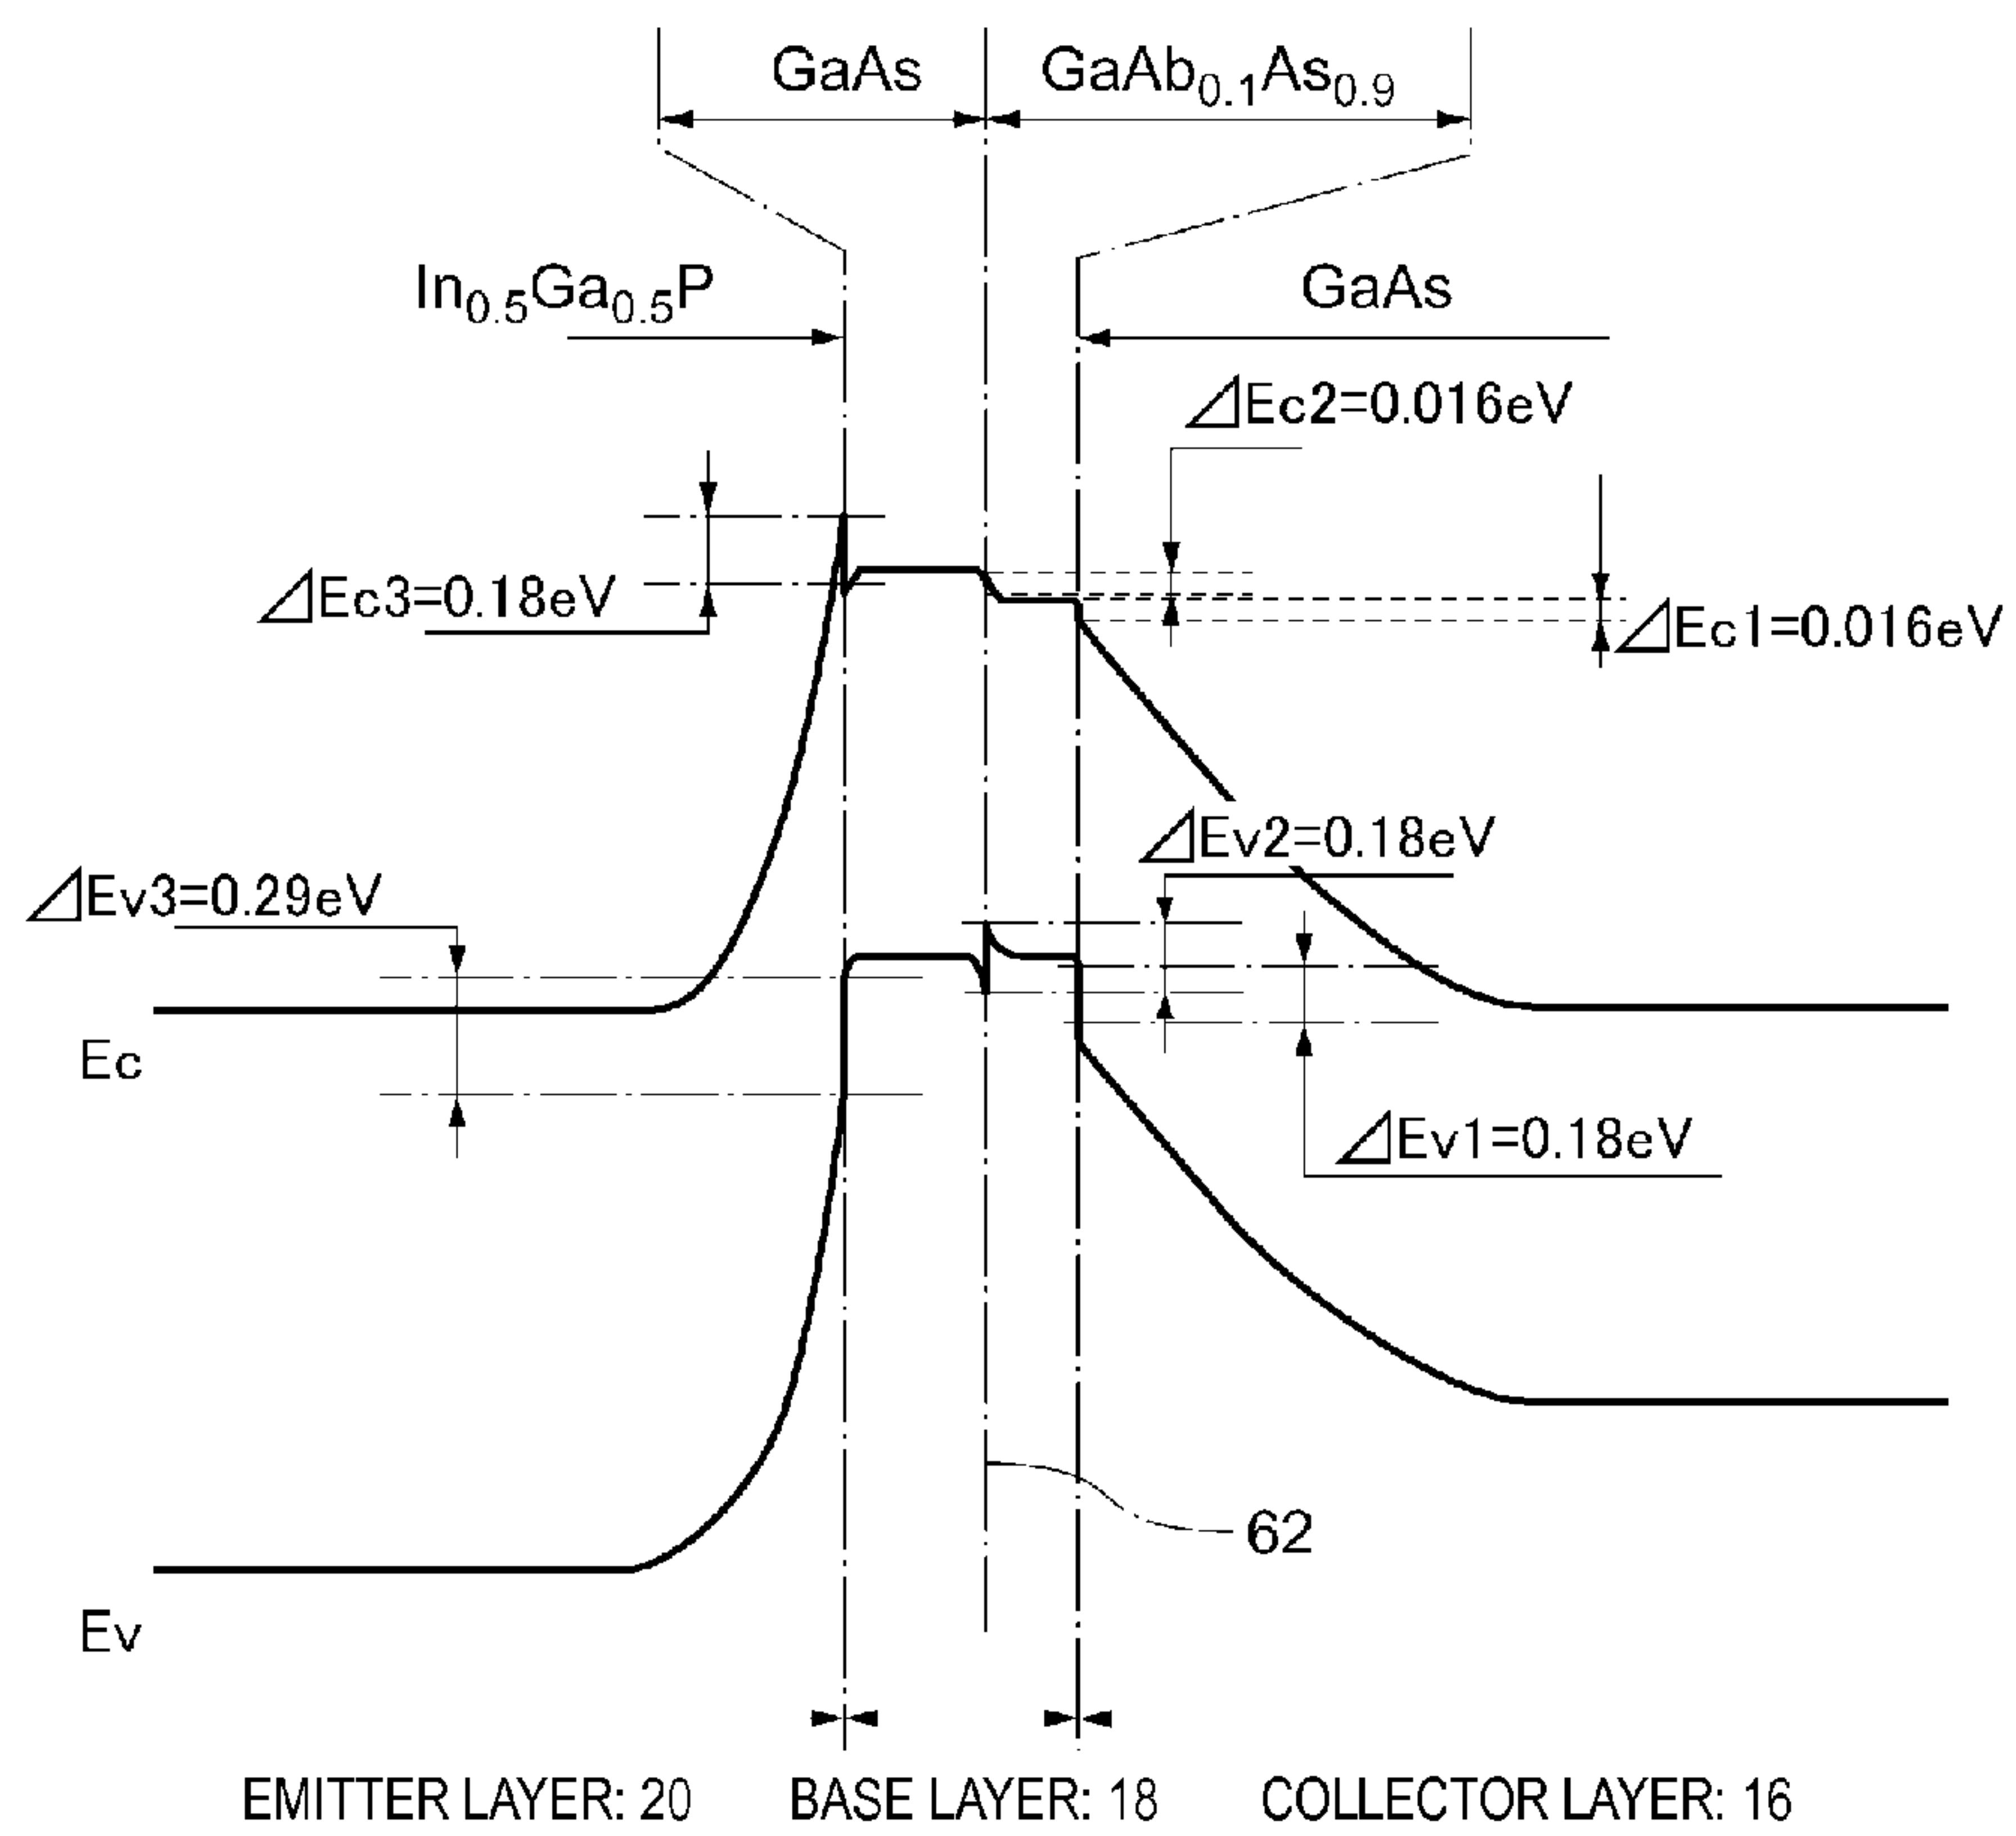 GaAs GaAb0.1As0.9
In0.5Ga0.5P GaAs
⊿Ec2=0.016eV
⊿Ec3=0.18eV
⊿Ec1=0.016eV
⊿Ev2=0.18eV
⊿Ev3=0.29eV
Ec
⊿Ev1=0.18eV
62
Ev
EMITTER LAYER: 20 BASE LAYER: 18 COLLECTOR LAYER: 16